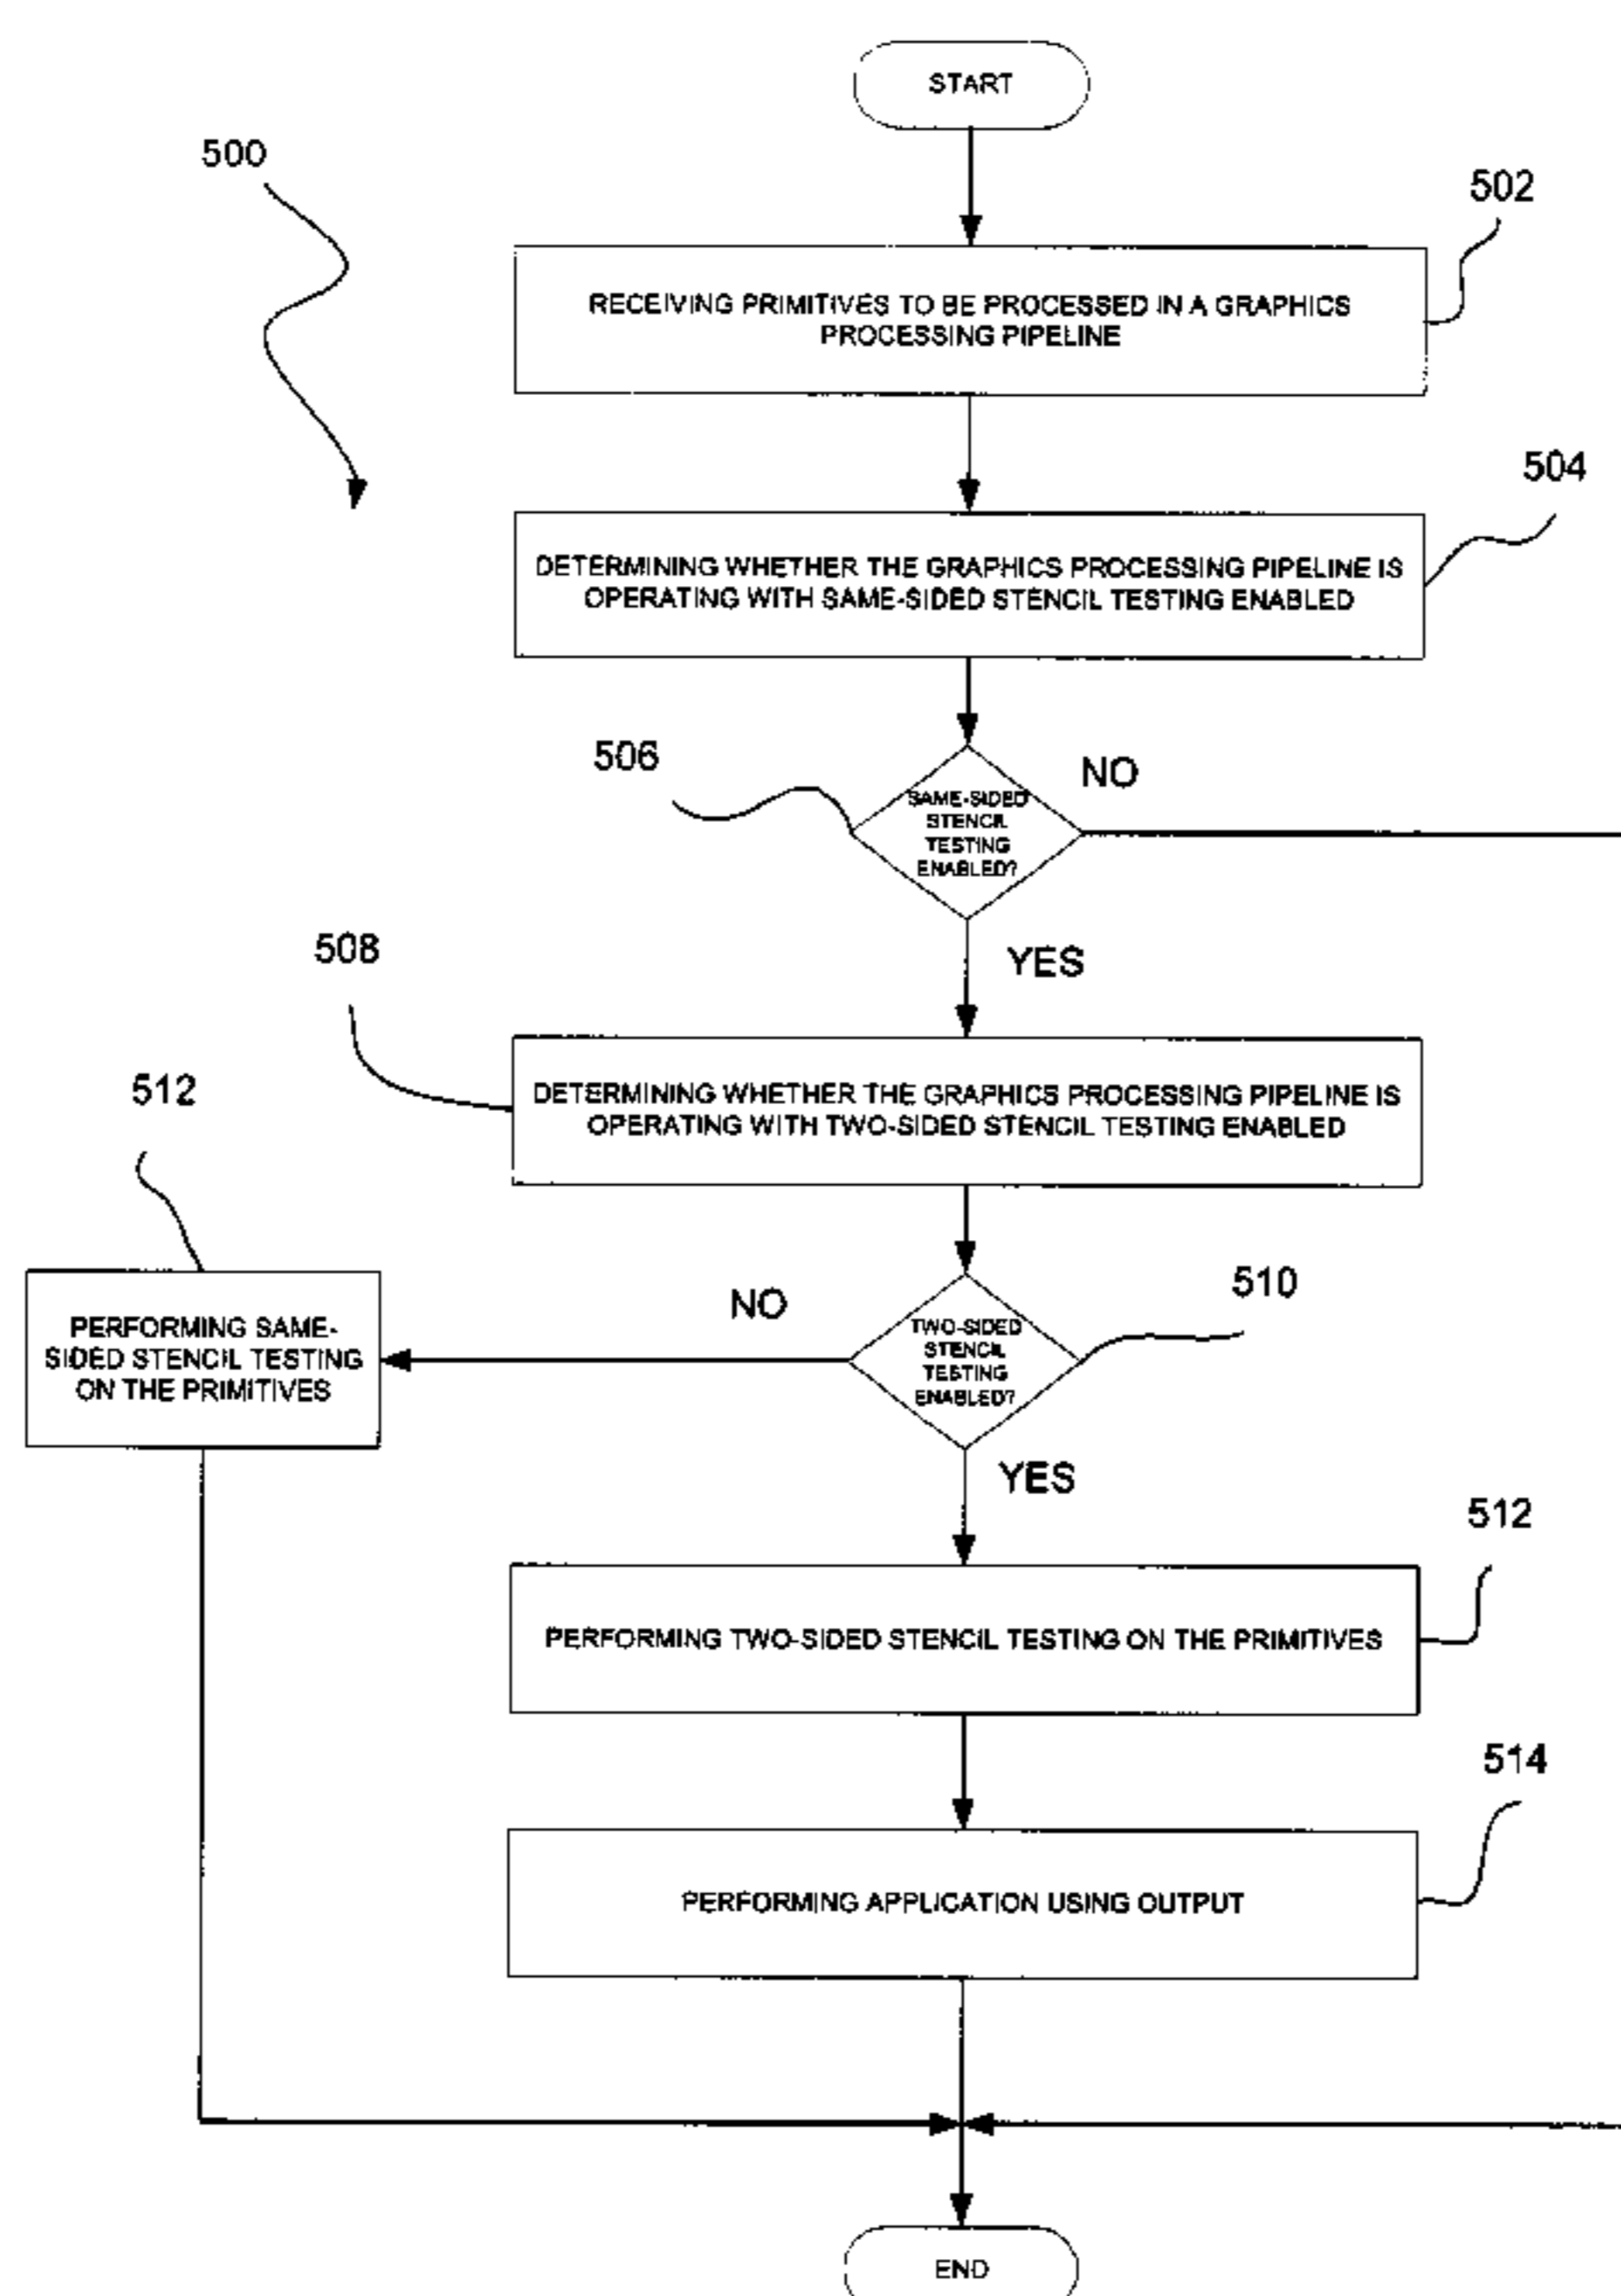 START
500
502
RECEIVING PRIMITIVES TO BE PROCESSED IN A GRAPHICS
PROCESSING PIPELINE
504
DETERMINING WHETHER THE GRAPHICS PROCESSING PIPELINE IS
OPERATING WITH SAME-SIDED STENCIL TESTING ENABLED
506
NO
SAME-SIDED
STENCIL
TESTING
ENABLED?
YES
508
DETERMINING WHETHER THE GRAPHICS PROCESSING PIPELINE IS
OPERATING WITH TWO-SIDED STENCIL TESTING ENABLED
512
PERFORMING SAME-
SIDED STENCIL TESTING
ON THE PRIMITIVES
NO
510
TWO-SIDED
STENCIL
TESTING
ENABLED?
YES
512
PERFORMING TWO-SIDED STENCIL TESTING ON THE PRIMITIVES
514
PERFORMING APPLICATION USING OUTPUT
END